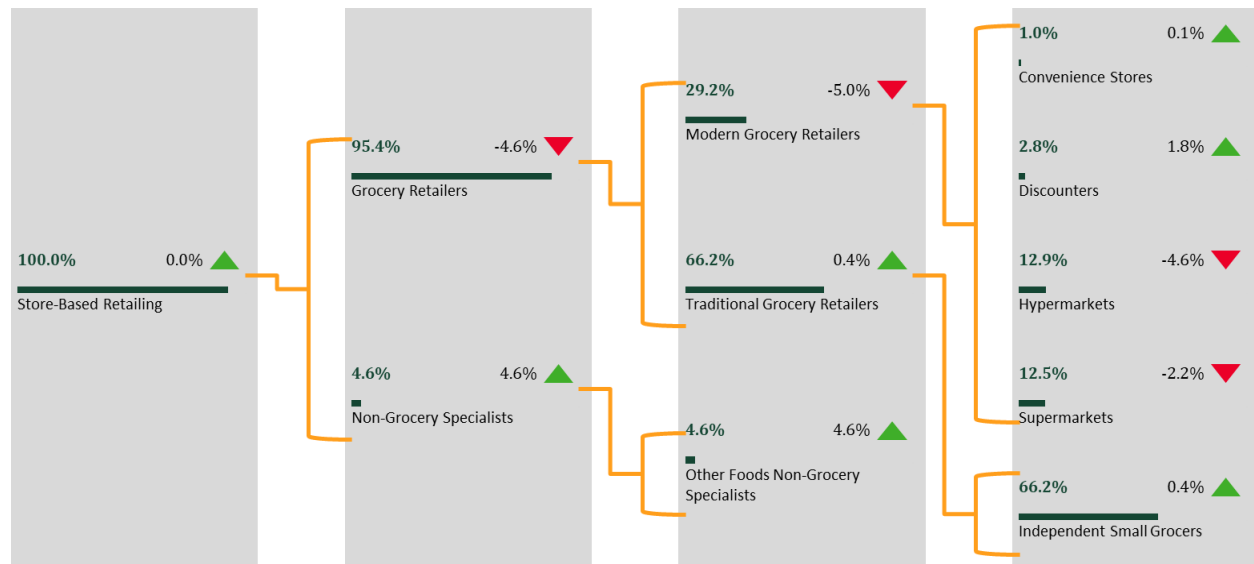 100.0% 0.0%
Store-Based Retailing
95.4% -4.6%
Grocery Retailers
4.6% 4.6%
Non-Grocery Specialists
29.2% -5.0%
Modern Grocery Retailers
66.2% 0.4%
Traditional Grocery Retailers
4.6% 4.6%
Other Foods Non-Grocery
Specialists
1.0% 0.1%
Convenience Stores
2.8% 1.8%
Discounters
12.9% -4.6%
Hypermarkets
12.5% -2.2%
Supermarkets
66.2% 0.4%
Independent Small Grocers